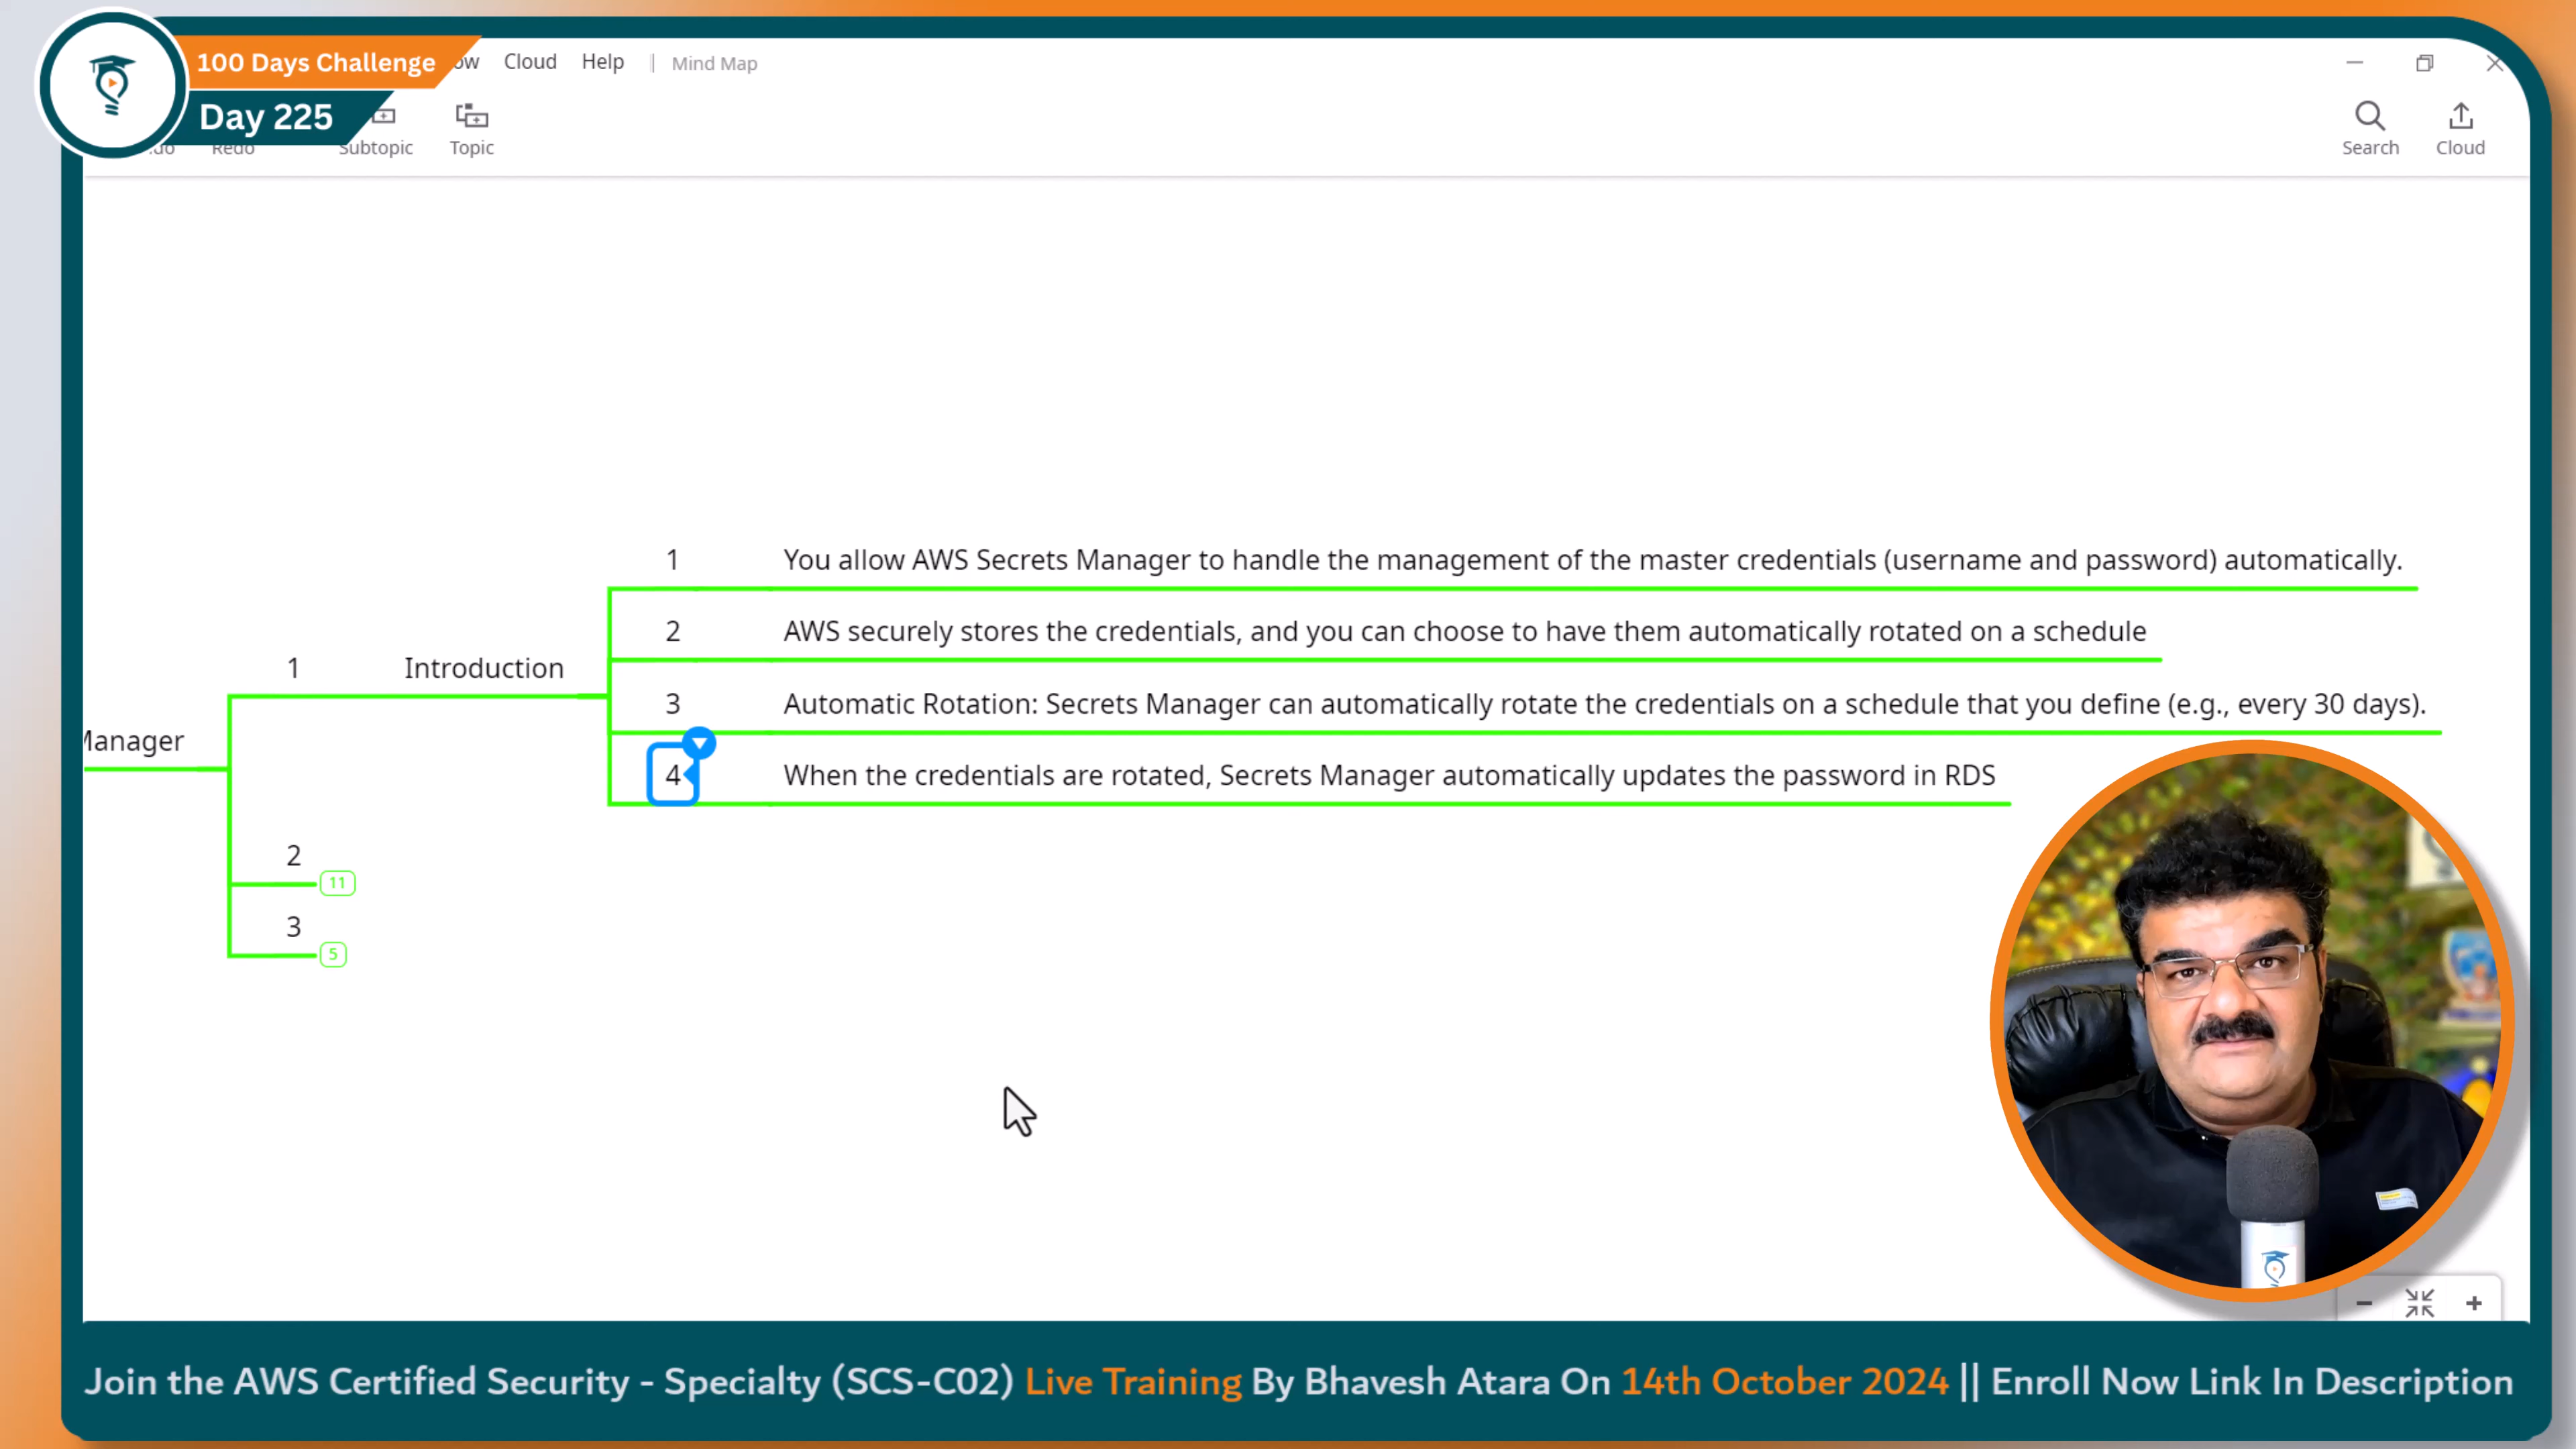 100 Days Challenge
ow Cloud Help | Mind Map
Day 225
Redo Subtopic Topic
Search Cloud
1 You allow AWS Secrets Manager to handle the management of the master credentials (username and password) automatically.
2 AWS securely stores the credentials, and you can choose to have them automatically rotated on a schedule
1 Introduction
3 Automatic Rotation: Secrets Manager can automatically rotate the credentials on a schedule that you define (e.g., every 30 days).
Manager
4 When the credentials are rotated, Secrets Manager automatically updates the password in RDS
2
11
3
5
Join the AWS Certified Security - Specialty (SCS-C02) Live Training By Bhavesh Atara On 14th October 2024 || Enroll Now Link In Description